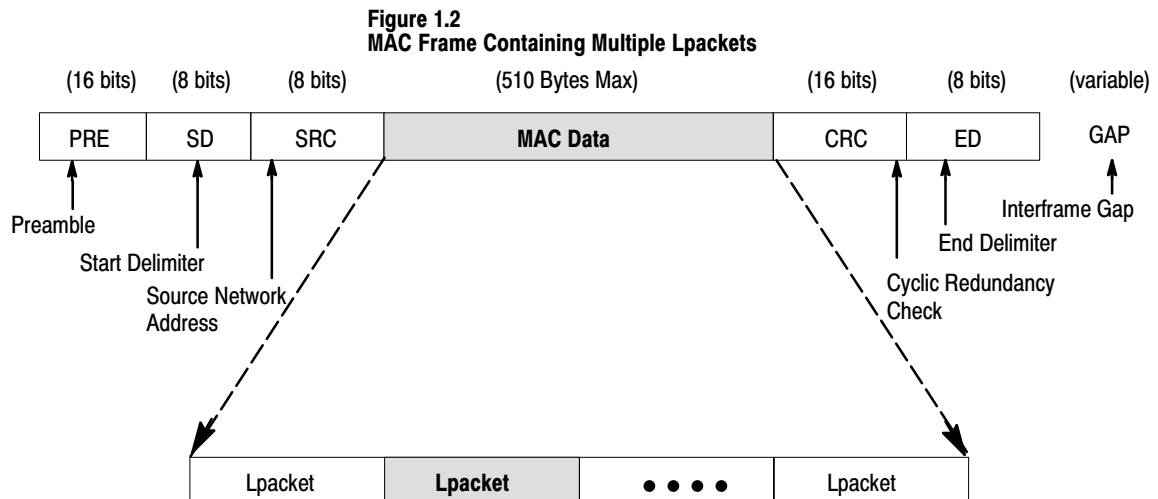 Figure 1.2
MAC Frame Containing Multiple Lpackets
(16 bits) (8 bits) (8 bits) (510 Bytes Max) (16 bits) (8 bits) (variable)
PRE SD SRC MAC Data CRC ED GAP
Preamble
Start Delimiter
Source Network
Address
Interframe Gap
End Delimiter
Cyclic Redundancy
Check
Lpacket Lpacket • • • • Lpacket